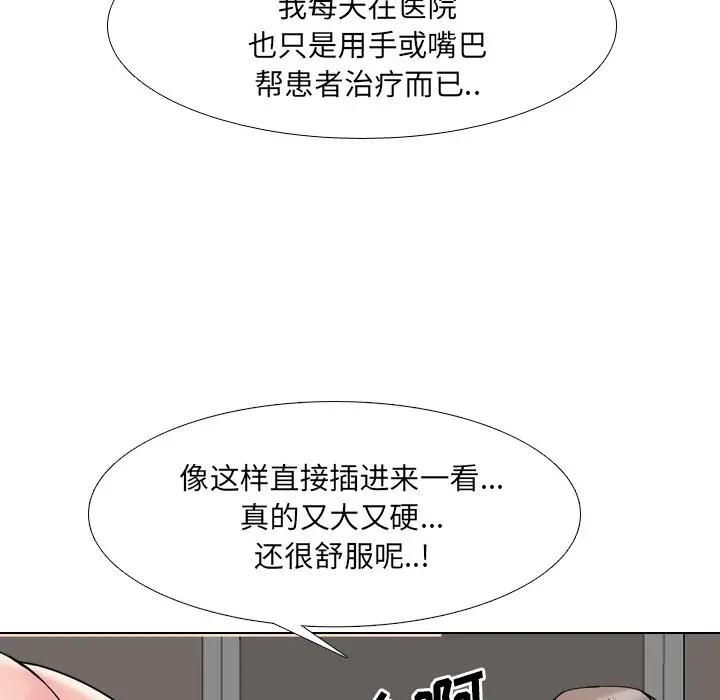 我每天在医院
也只是用手或嘴巴
帮患者治疗而已..
像这样直接插进来一看...
真的又大又硬...
还很舒服呢..!
啊